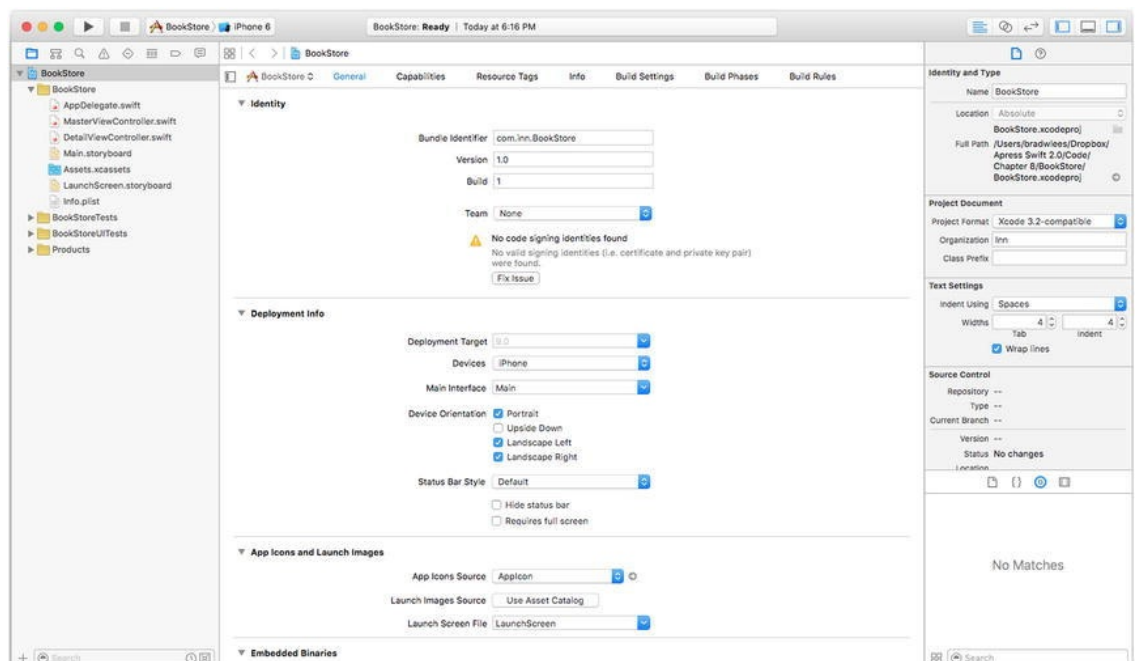 BookStore
iPhone 6
BookStore: Ready | Today at 6:16 PM
BookStore
BookStore
AppDelegate.swift
MasterViewController.swift
DetailViewController.swift
Main.storyboard
Assets.xcassets
LaunchScreen.storyboard
Info.plist
BookStoreTests
BookStoreUITests
Products
Search
BookStore
BookStore
General
Capabilities
Resource Tags
Info
Build Settings
Build Phases
Build Rules
Identity
Bundle Identifier com.inn.BookStore
Version 1.0
Build 1
Team None
No code signing identities found
No valid signing identities (i.e. certificate and private key pair)
were found.
Fix Issue
Deployment Info
Deployment Target 9.0
Devices iPhone
Main Interface Main
Device Orientation Portrait
Upside Down
Landscape Left
Landscape Right
Status Bar Style Default
Hide status bar
Requires full screen
App Icons and Launch Images
App Icons Source AppIcon
Launch Images Source Use Asset Catalog
Launch Screen File LaunchScreen
Embedded Binaries
Identity and Type
Name BookStore
Location Absolute
BookStore.xcodeproj
Full Path /Users/bradwlees/Dropbox/
Apress Swift 2.0/Code/
Chapter 8/BookStore/
BookStore.xcodeproj
Project Document
Project Format Xcode 3.2-compatible
Organization Inn
Class Prefix
Text Settings
Indent Using Spaces
Widths 4 4
Tab Indent
Wrap lines
Source Control
Repository --
Type --
Current Branch --
Version --
Status No changes
Location
No Matches
Search